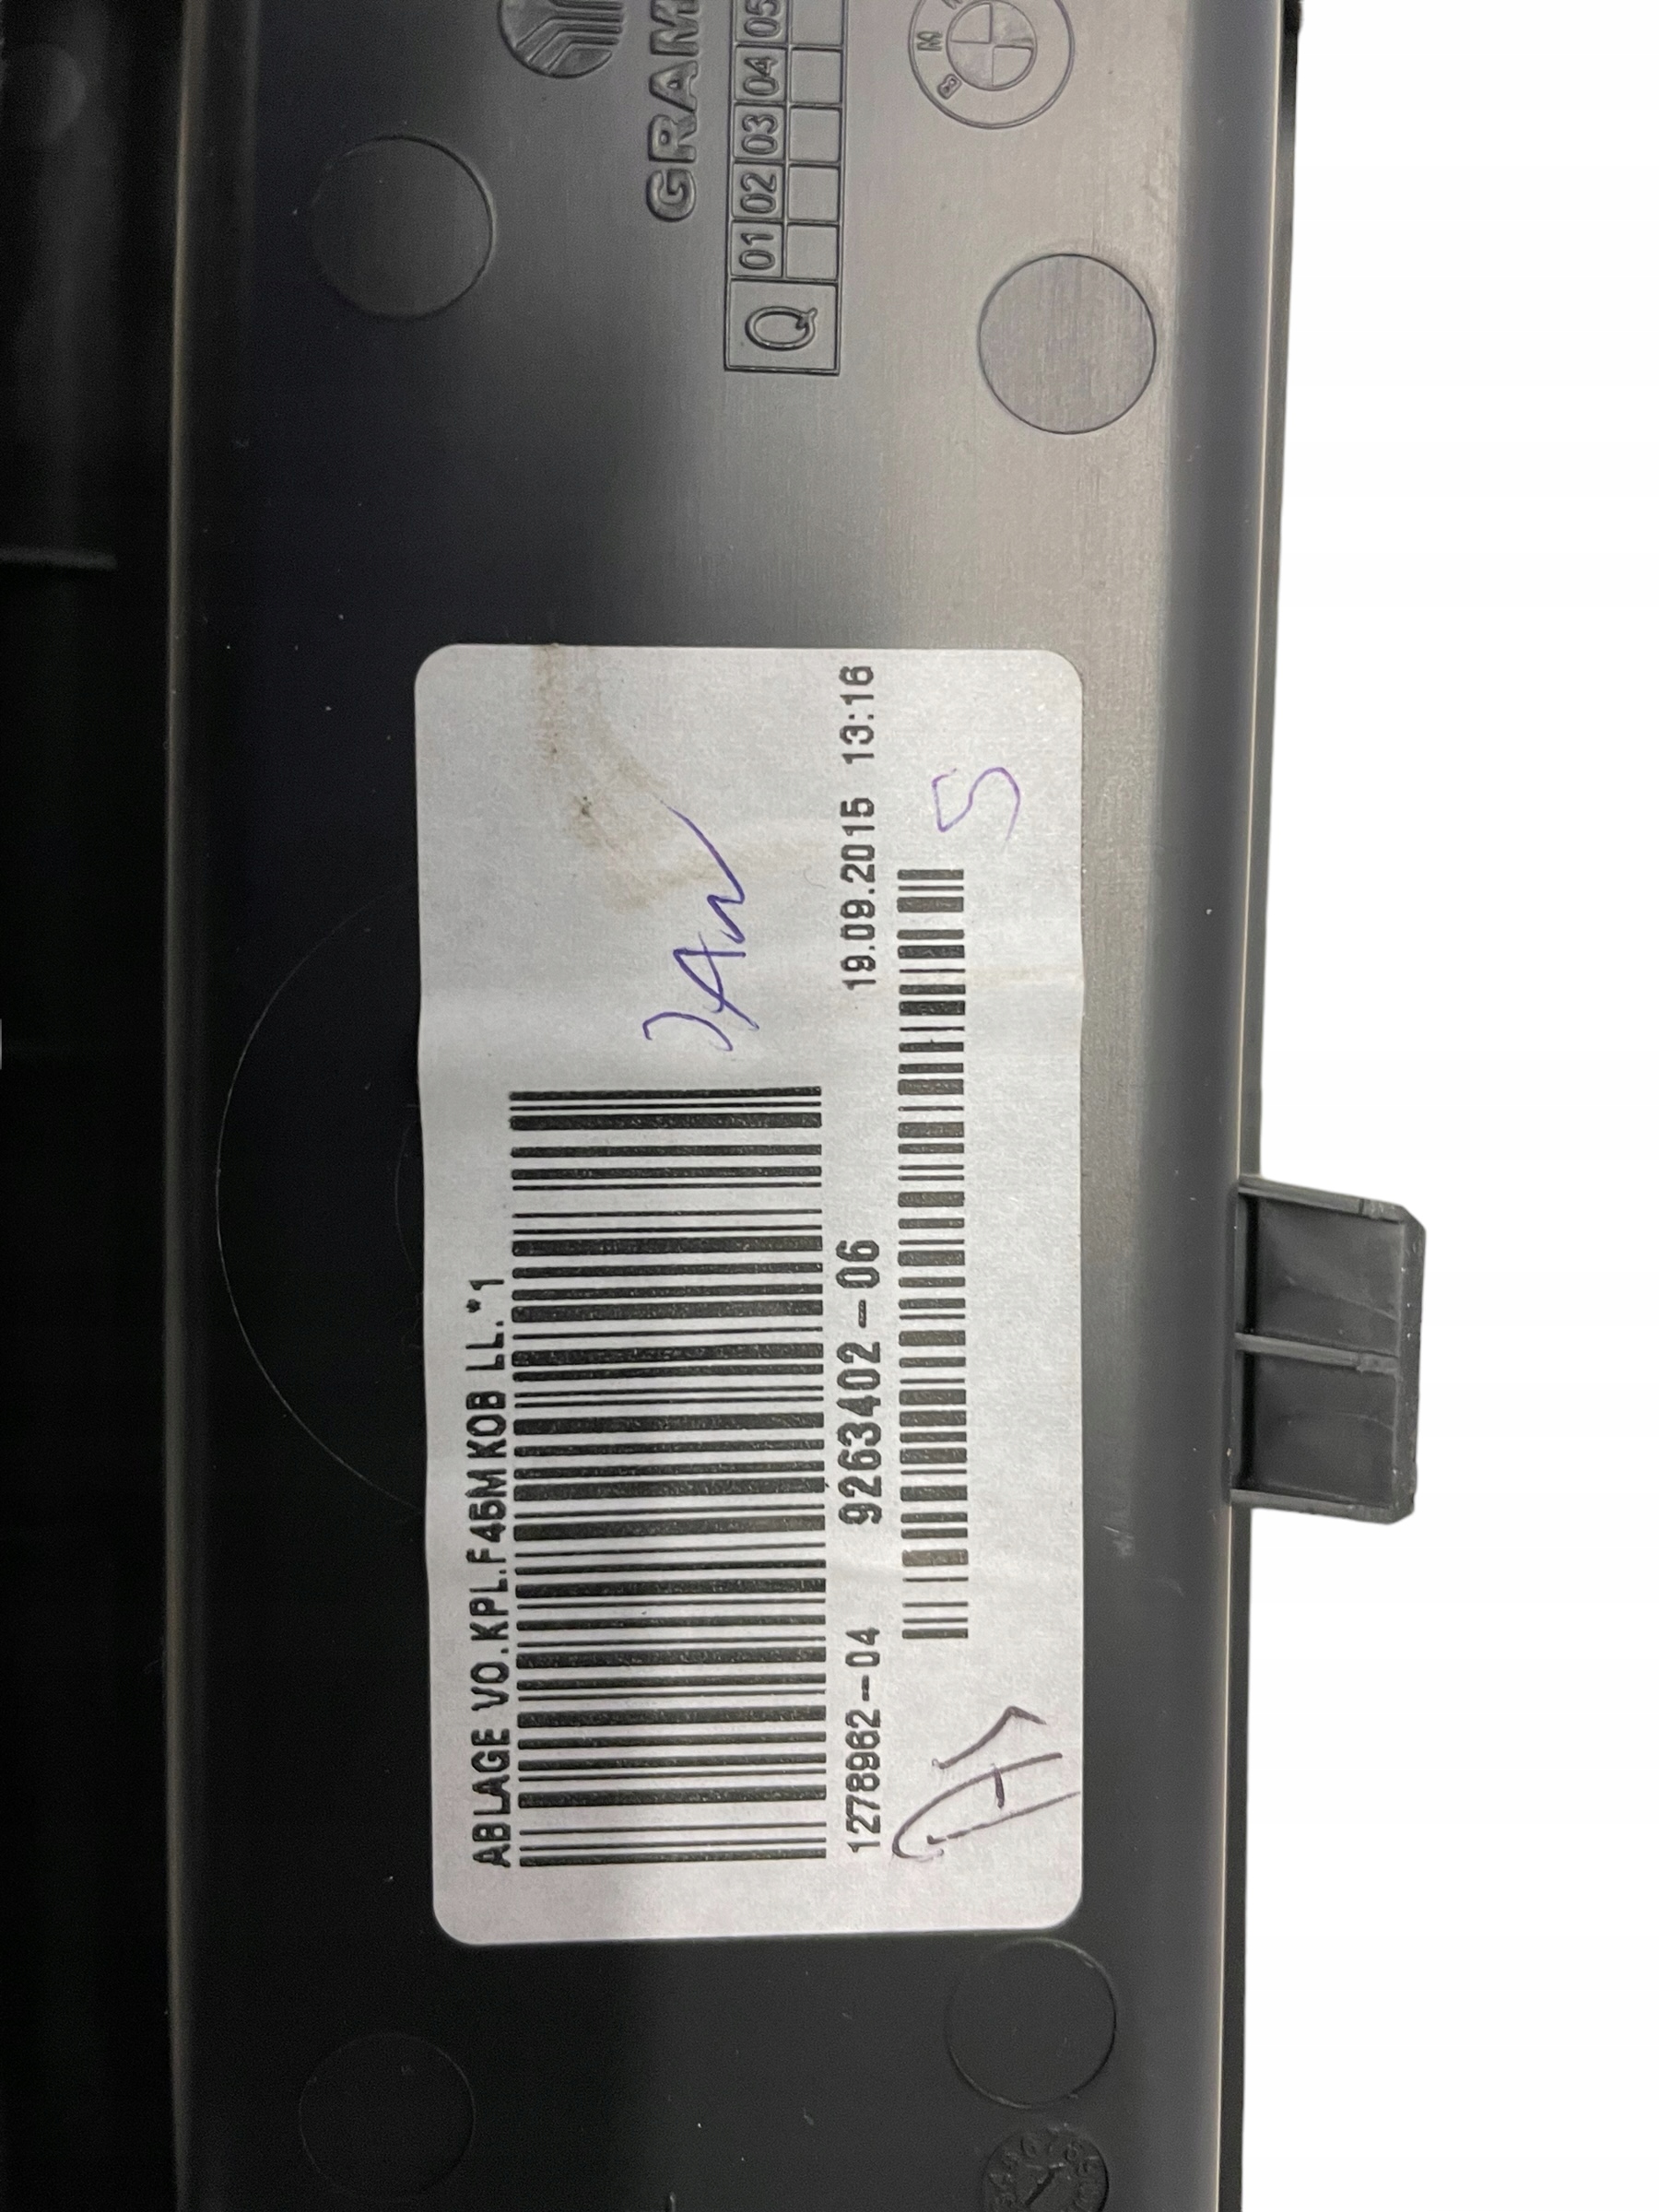 ABLAGE VO.KPL.F45M KOB LL.*1
1278962-04 9263402-06 19.09.2015 13:16
5
GRAM
Q 01 02 03 04 05
B M